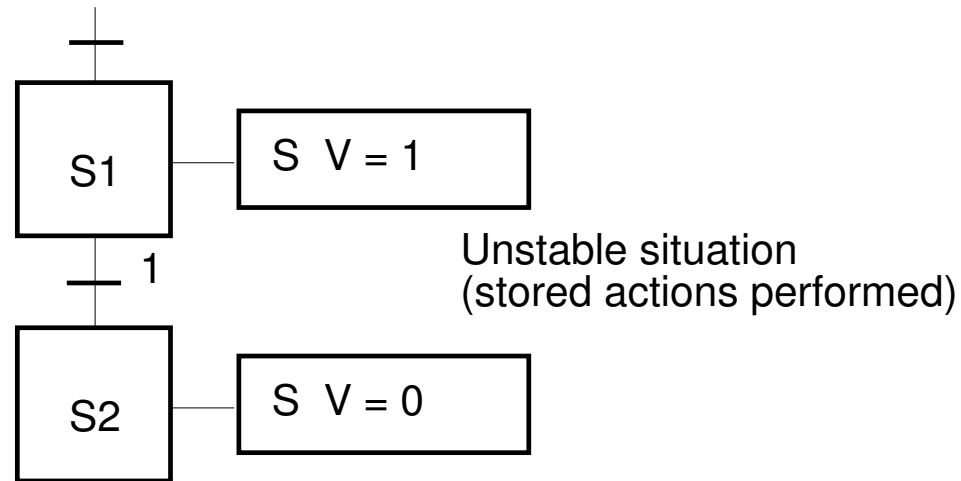 S1
S V = 1
1
Unstable situation
(stored actions performed)
S2
S V = 0